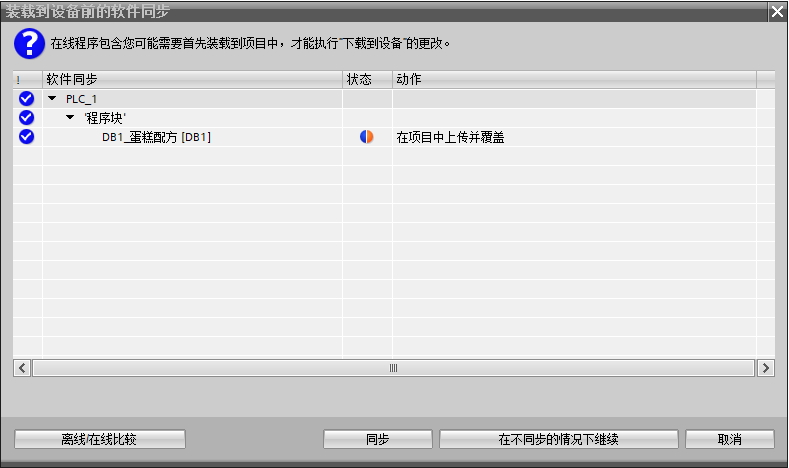 装载到设备前的软件同步
在线程序包含您可能需要首先装载到项目中，才能执行"下载到设备"的更改。
! 软件同步 状态 动作
PLC_1
'程序块'
DB1_蛋糕配方 [DB1] 在项目中上传并覆盖
离线/在线比较 同步 在不同步的情况下继续 取消